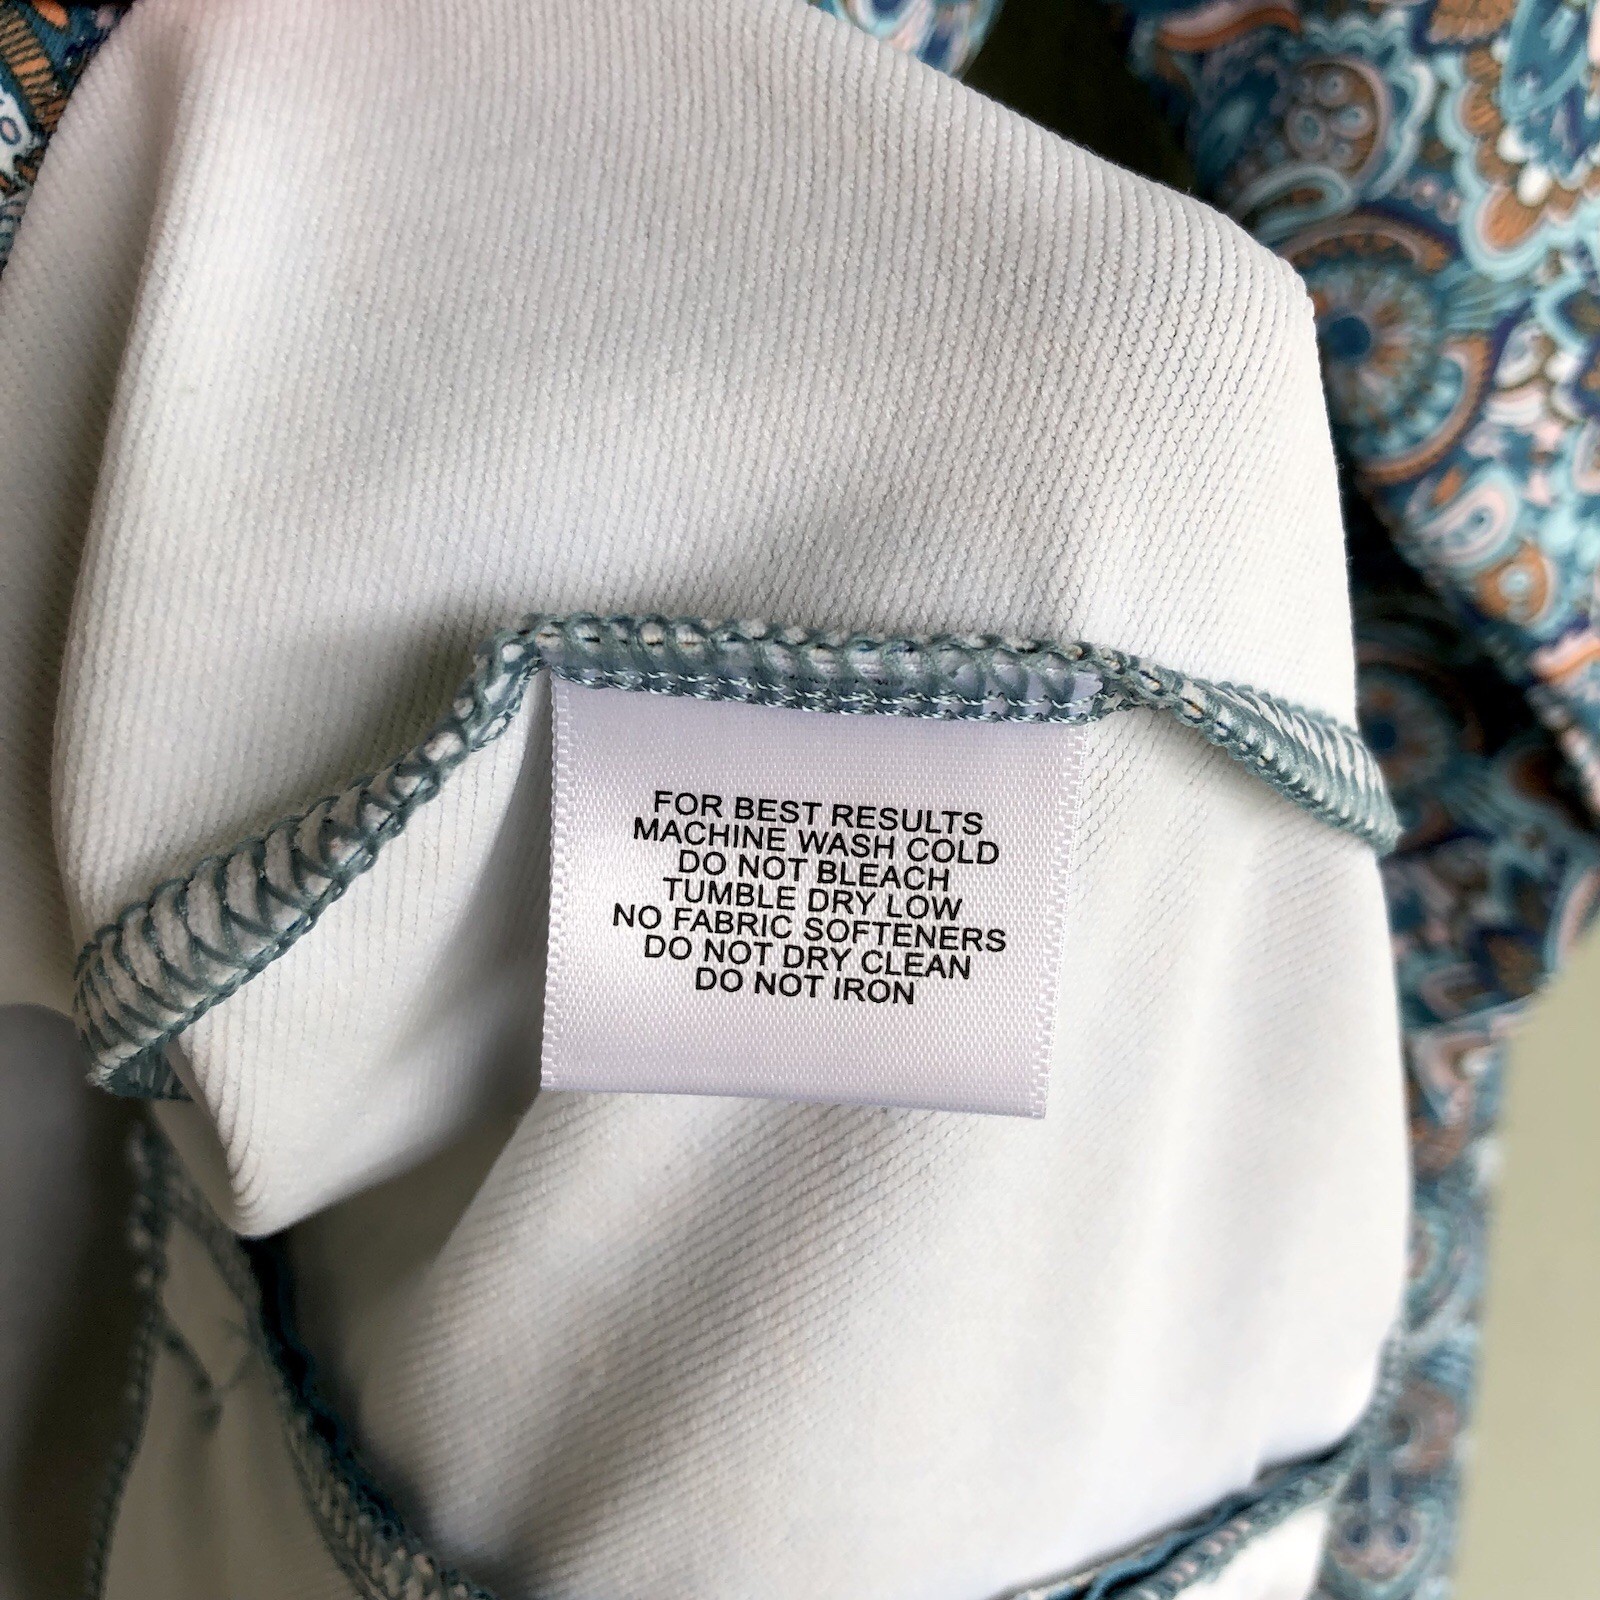 FOR BEST RESULTS
MACHINE WASH COLD
DO NOT BLEACH
TUMBLE DRY LOW
NO FABRIC SOFTENERS
DO NOT DRY CLEAN
DO NOT IRON